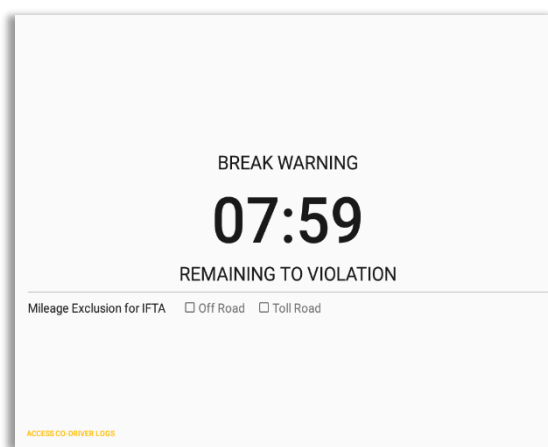 BREAK WARNING
07:59
REMAINING TO VIOLATION
Mileage Exclusion for IFTA Off Road Toll Road
ACCESS CO-DRIVER LOGS